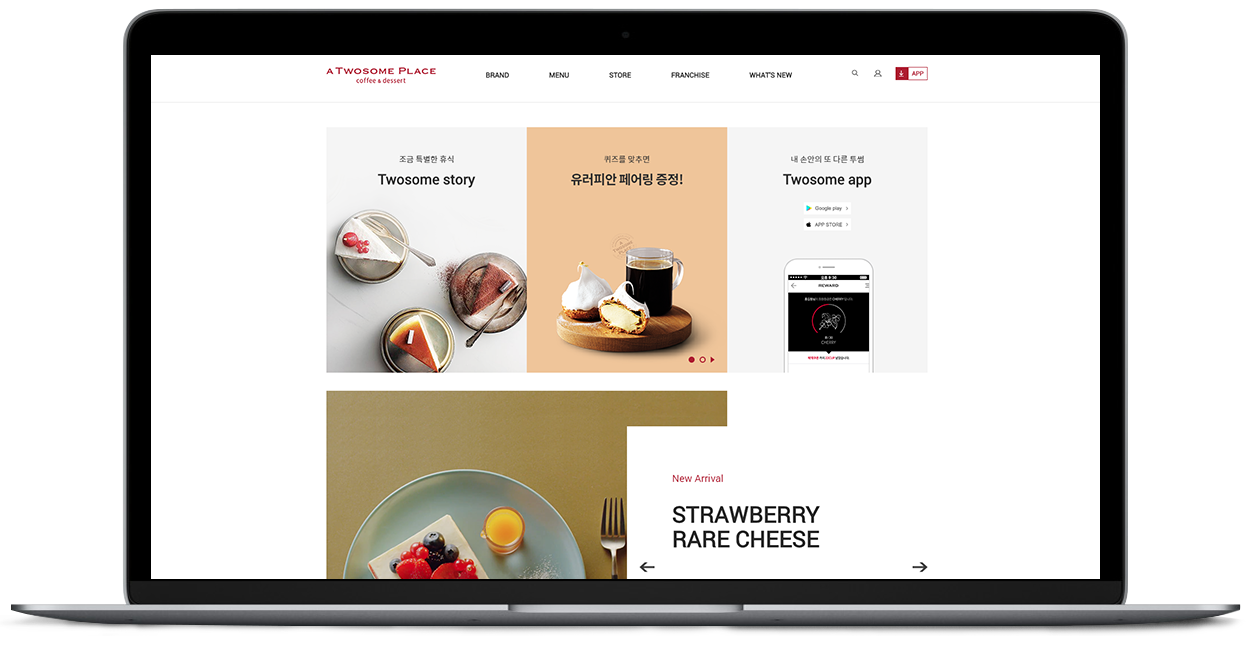 A TWOSOME PLACE
coffee & dessert
BRAND
MENU
STORE
FRANCHISE
WHAT'S NEW
APP
조금 특별한 휴식
Twosome story
퀴즈를 맞추면
유러피안 페어링 증정!
내 손안의 또 다른 투썸
Twosome app
Google play
APP STORE
REWARD
CHERRY
New Arrival
STRAWBERRY
RARE CHEESE